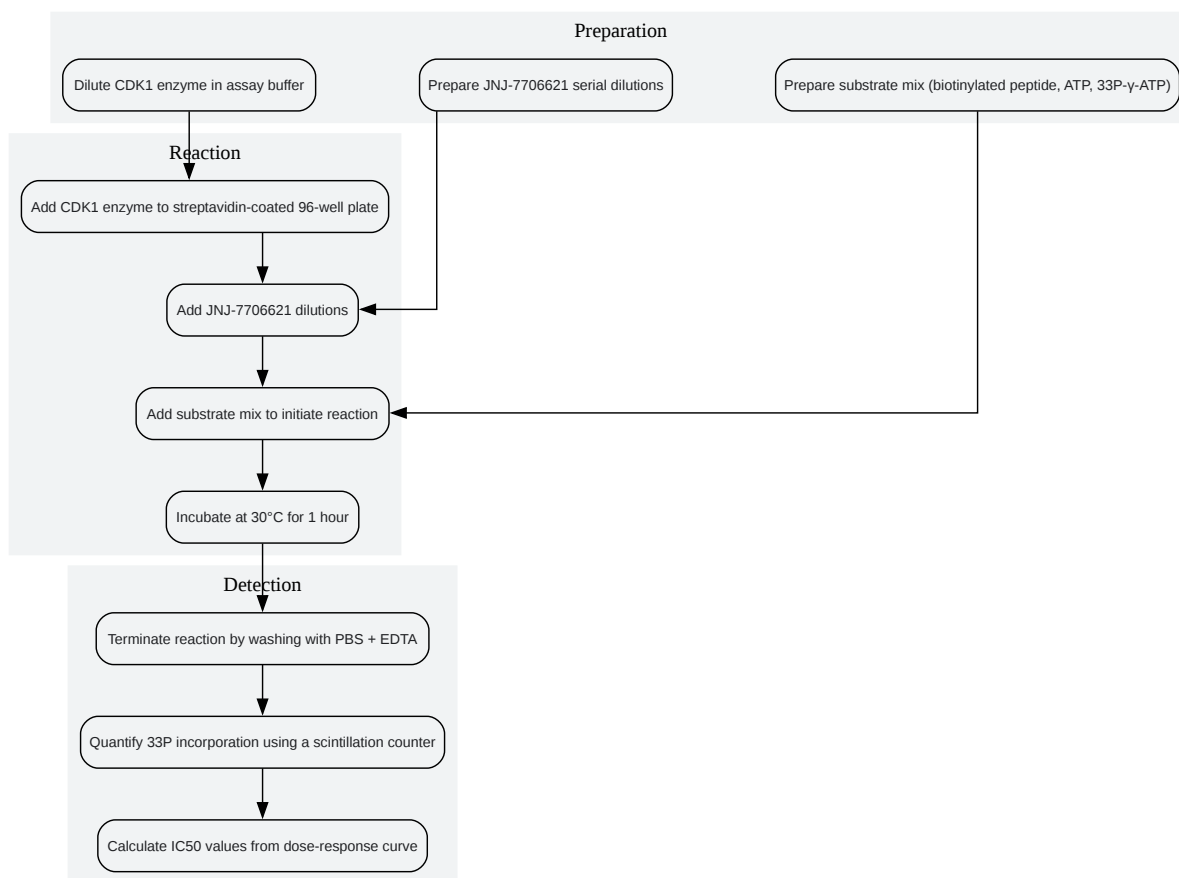 Preparation
Dilute CDK1 enzyme in assay buffer
Prepare JNJ-7706621 serial dilutions
Prepare substrate mix (biotinylated peptide, ATP, 33P-γ-ATP)
Reaction
Add CDK1 enzyme to streptavidin-coated 96-well plate
Add JNJ-7706621 dilutions
Add substrate mix to initiate reaction
Incubate at 30°C for 1 hour
Detection
Terminate reaction by washing with PBS + EDTA
Quantify 33P incorporation using a scintillation counter
Calculate IC50 values from dose-response curve